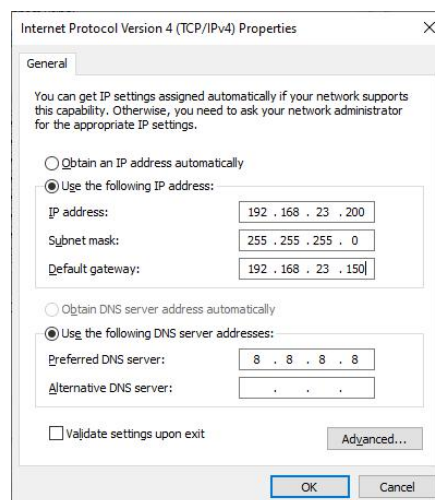 Internet Protocol Version 4 (TCP/IPv4) Properties
General
You can get IP settings assigned automatically if your network supports
this capability. Otherwise, you need to ask your network administrator
for the appropriate IP settings.
Obtain an IP address automatically
Use the following IP address:
IP address: 192 . 168 . 23 . 200
Subnet mask: 255 . 255 . 255 . 0
Default gateway: 192 . 168 . 23 . 150
Obtain DNS server address automatically
Use the following DNS server addresses:
Preferred DNS server: 8 . 8 . 8 . 8
Alternative DNS server: . . .
Validate settings upon exit
Advanced...
OK Cancel